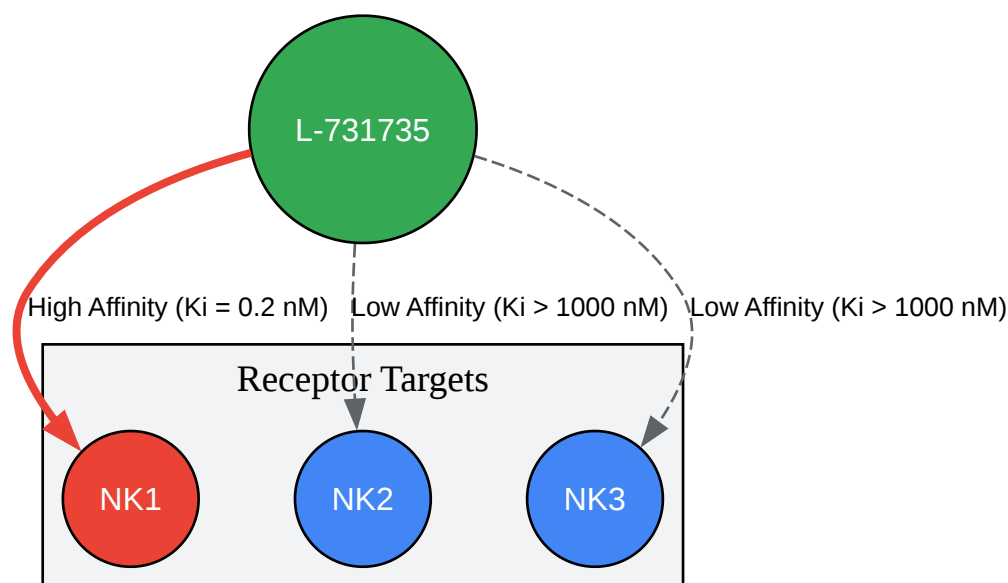 L-731735
High Affinity (Ki = 0.2 nM)
Low Affinity (Ki > 1000 nM)
Low Affinity (Ki > 1000 nM)
Receptor Targets
NK1
NK2
NK3